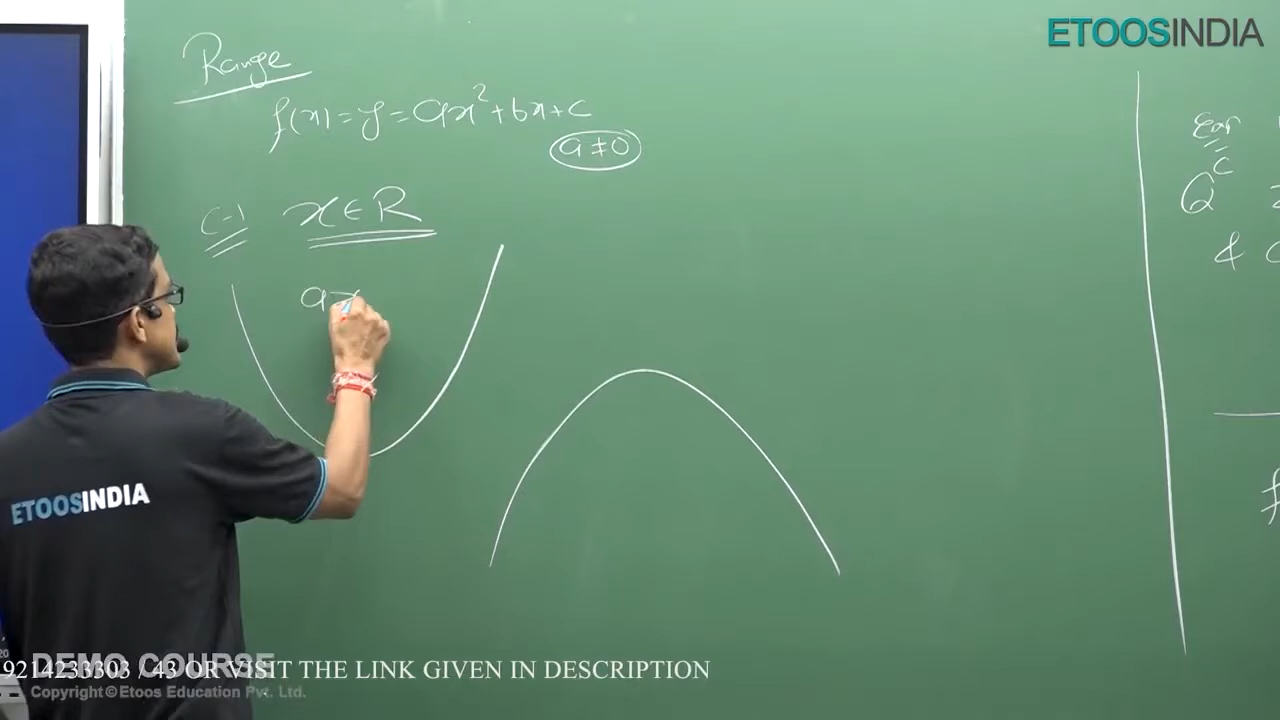 ETOOSINDIA
Range
f(x) = y = ax² + bx + c
a ≠ 0
C-1 x ∈ R
a >
Q
&
f
ETOOSINDIA
DEMO COURSE
9214233303 / 43 OR VISIT THE LINK GIVEN IN DESCRIPTION
Copyright © Etoos Education Pvt. Ltd.